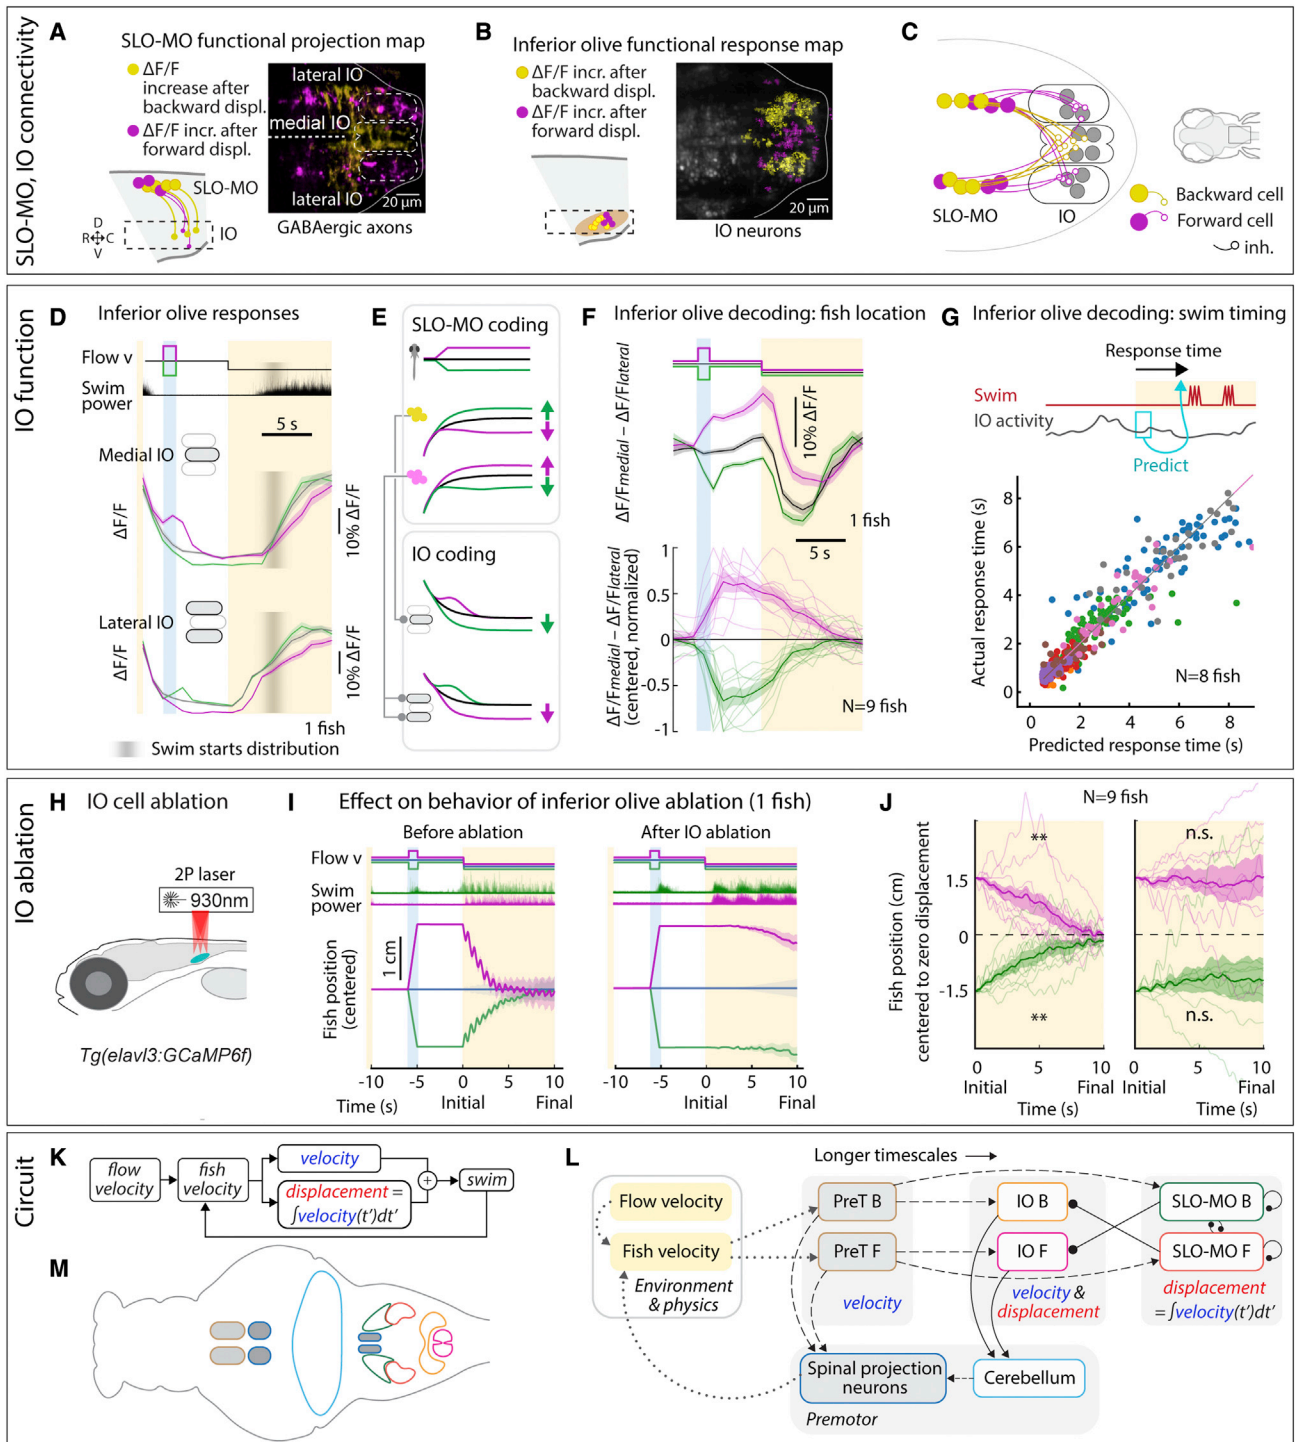 SLO-MO, IO connectivity
A
SLO-MO functional projection map
ΔF/F
increase after
backward displ.
ΔF/F incr. after
forward displ.
SLO-MO
D
R C
V
IO
lateral IO
medial IO
lateral IO
20 µm
GABAergic axons
B
Inferior olive functional response map
ΔF/F incr. after
backward displ.
ΔF/F incr. after
forward displ.
20 µm
IO neurons
C
SLO-MO
IO
Backward cell
Forward cell
inh.
IO function
D
Inferior olive responses
Flow v
Swim
power
5 s
Medial IO
ΔF/F
10% ΔF/F
Lateral IO
ΔF/F
10% ΔF/F
1 fish
Swim starts distribution
E
SLO-MO coding
IO coding
F
Inferior olive decoding: fish location
ΔF/Fmedial – ΔF/Flateral
10% ΔF/F
1 fish
5 s
ΔF/Fmedial – ΔF/Flateral
(centered, normalized)
1
0.5
0
-0.5
-1
N=9 fish
G
Inferior olive decoding: swim timing
Response time
Swim
IO activity
Predict
Actual response time (s)
8
6
4
2
0
N=8 fish
0 2 4 6 8
Predicted response time (s)
IO ablation
H
IO cell ablation
2P laser
930nm
Tg(elavl3:GCaMP6f)
I
Effect on behavior of inferior olive ablation (1 fish)
Before ablation
After IO ablation
Flow v
Swim
power
1 cm
Fish position
(centered)
-10 -5 0 5 10
-10 -5 0 5 10
Time (s) Initial Final
Initial Final
J
N=9 fish
**
n.s.
Fish position (cm)
centered to zero displacement
1.5
0
-1.5
**
n.s.
0 5 10
0 5 10
Initial Final
Initial Final
Time (s)
Time (s)
Circuit
K
flow
velocity
fish
velocity
velocity
displacement =
∫velocity(t')dt'
+
swim
L
Longer timescales
Flow velocity
Fish velocity
Environment
& physics
PreT B
PreT F
velocity
IO B
IO F
velocity &
displacement
SLO-MO B
SLO-MO F
displacement
= ∫velocity(t')dt'
Spinal projection
neurons
Cerebellum
Premotor
M